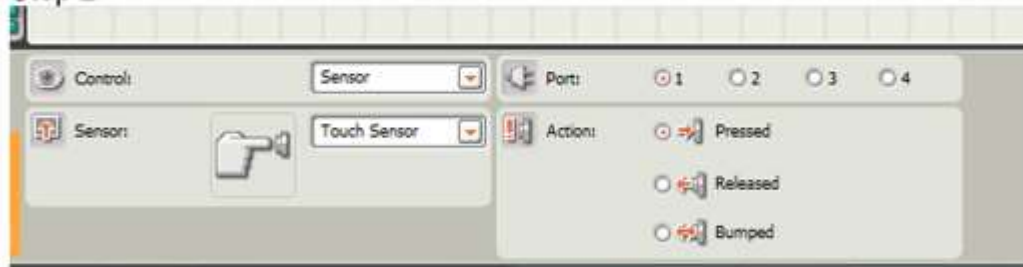 Control: Sensor Port: 1 2 3 4
Sensor: Touch Sensor Action: Pressed
Released
Bumped